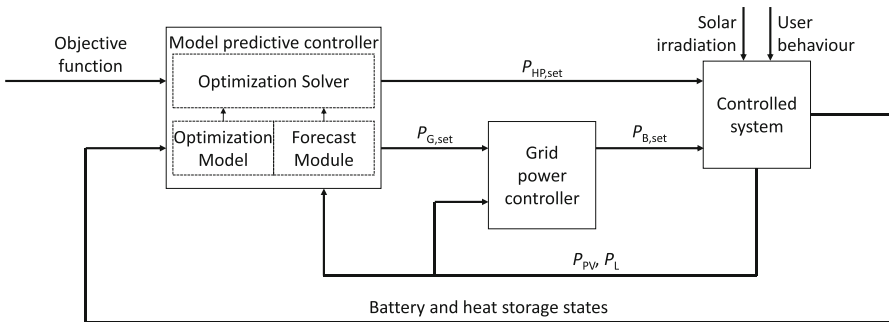 Objective
function
Model predictive controller
Optimization Solver
Optimization
Model
Forecast
Module
P_HP,set
P_G,set
Grid
power
controller
P_B,set
Solar
irradiation
User
behaviour
Controlled
system
P_PV, P_L
Battery and heat storage states